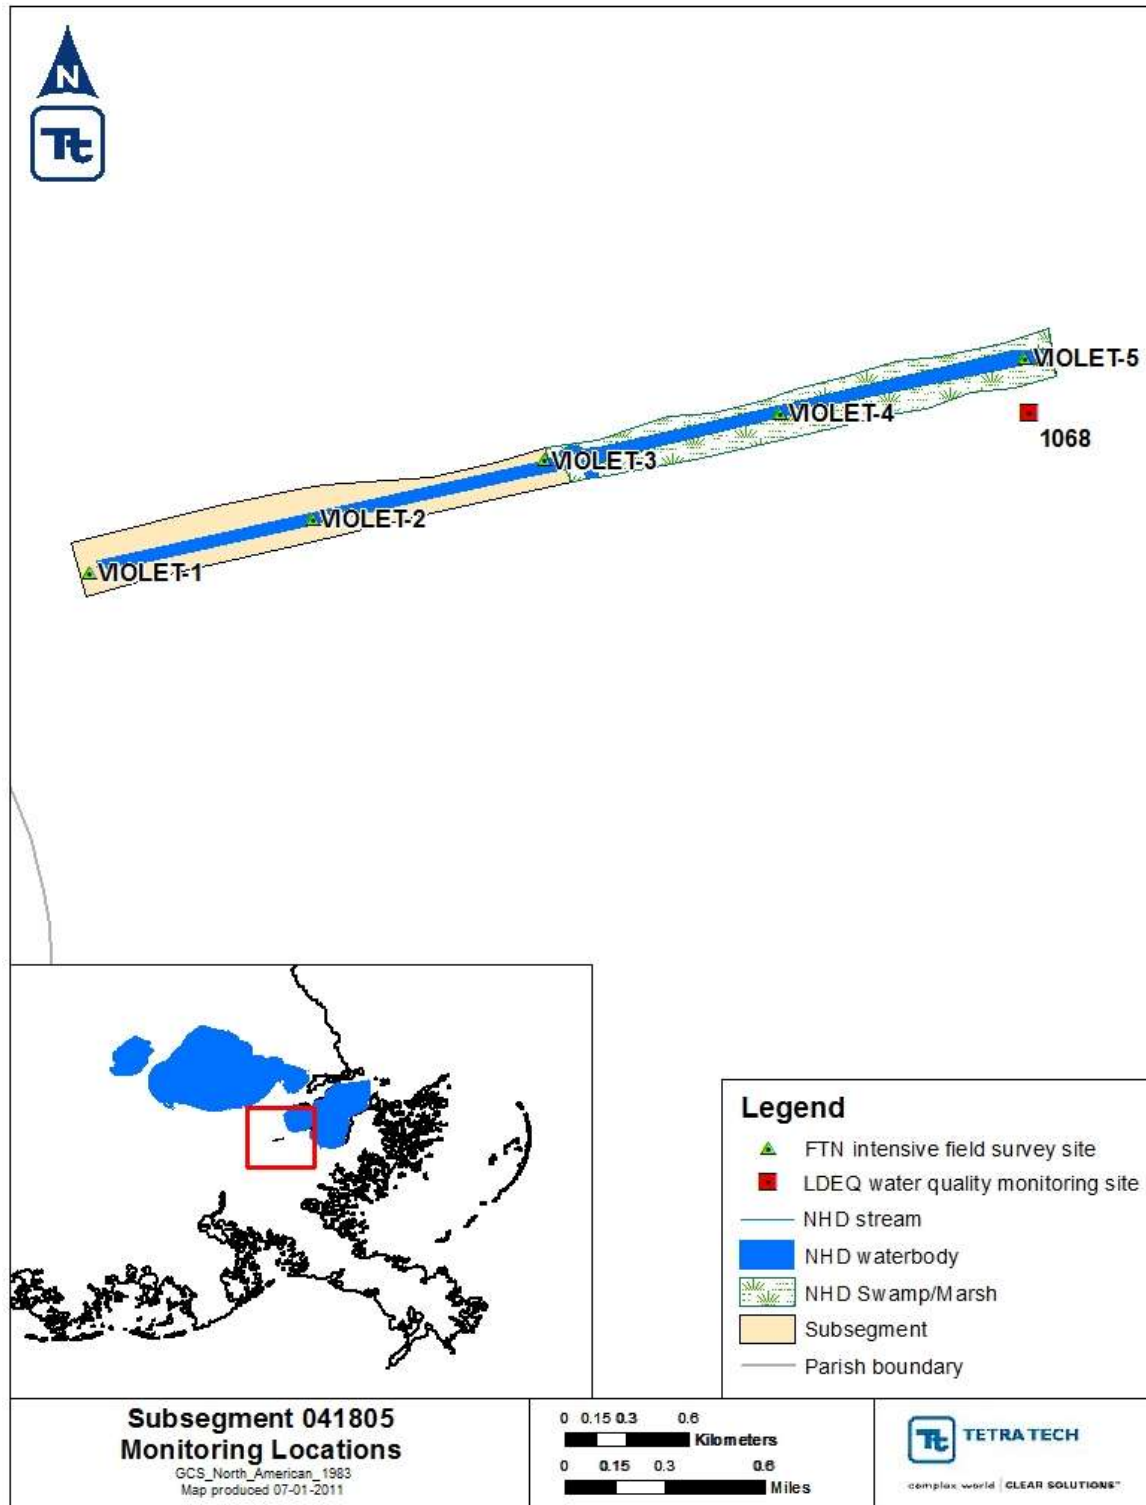 N
Tt
VIOLET-5
VIOLET-4
1068
VIOLET-3
VIOLET-2
VIOLET-1
Legend
FTN intensive field survey site
LDEQ water quality monitoring site
NHD stream
NHD waterbody
NHD Swamp/Marsh
Subsegment
Parish boundary
Subsegment 041805
Monitoring Locations
GCS_North_American_1983
Map produced 07-01-2011
0 0.15 0.3 0.6
Kilometers
0 0.15 0.3 0.6
Miles
Tt TETRA TECH
complex world | CLEAR SOLUTIONS™